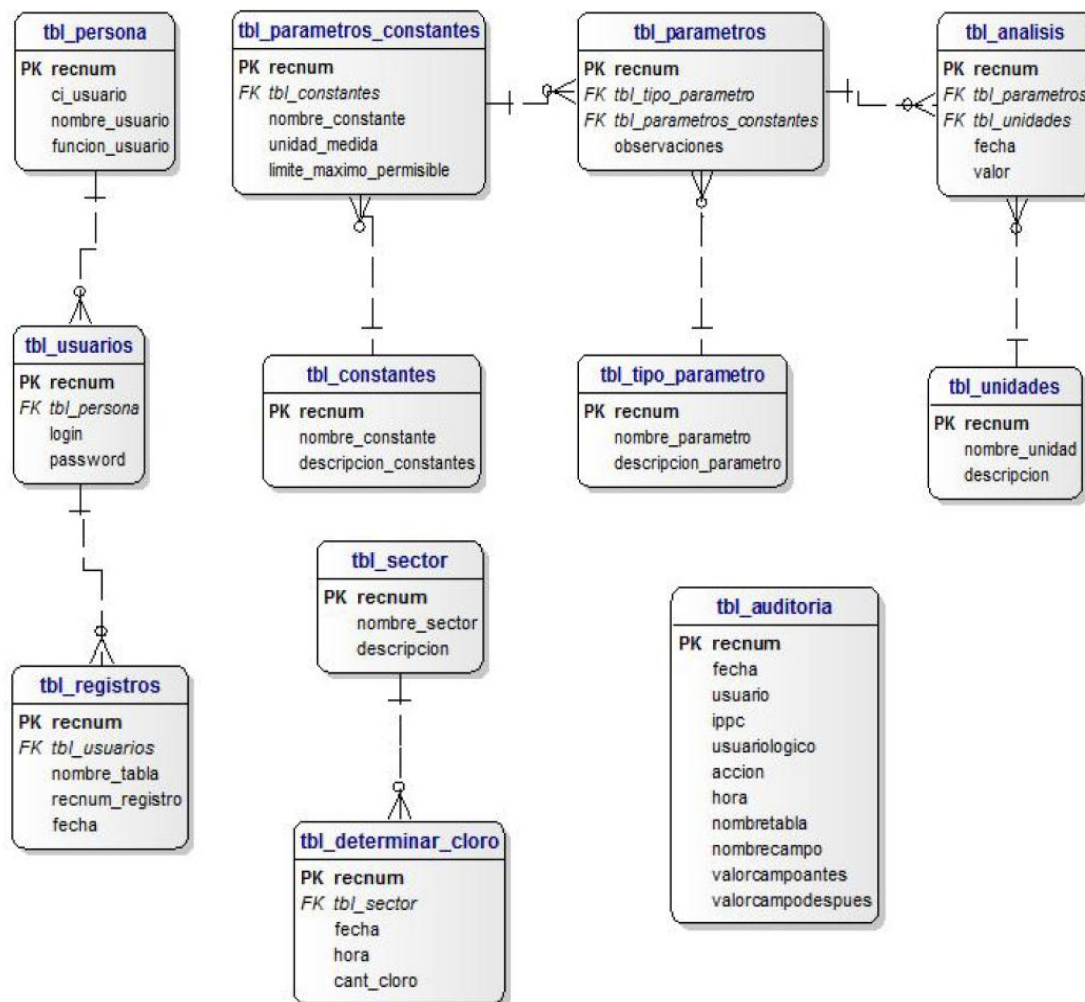 tbl_persona
PK recnum
ci_usuario
nombre_usuario
funcion_usuario
tbl_parametros_constantes
PK recnum
FK tbl_constantes
nombre_constante
unidad_medida
limite_maximo_permisible
tbl_parametros
PK recnum
FK tbl_tipo_parametro
FK tbl_parametros_constantes
observaciones
tbl_analisis
PK recnum
FK tbl_parametros
FK tbl_unidades
fecha
valor
tbl_usuarios
PK recnum
FK tbl_persona
login
password
tbl_constantes
PK recnum
nombre_constante
descripcion_constantes
tbl_tipo_parametro
PK recnum
nombre_parametro
descripcion_parametro
tbl_unidades
PK recnum
nombre_unidad
descripcion
tbl_registros
PK recnum
FK tbl_usuarios
nombre_tabla
recnum_registro
fecha
tbl_sector
PK recnum
nombre_sector
descripcion
tbl_determinar_cloro
PK recnum
FK tbl_sector
fecha
hora
cant_cloro
tbl_auditoria
PK recnum
fecha
usuario
ippc
usuariologico
accion
hora
nombretabla
nombrecampo
valorcampoantes
valorcampodespues